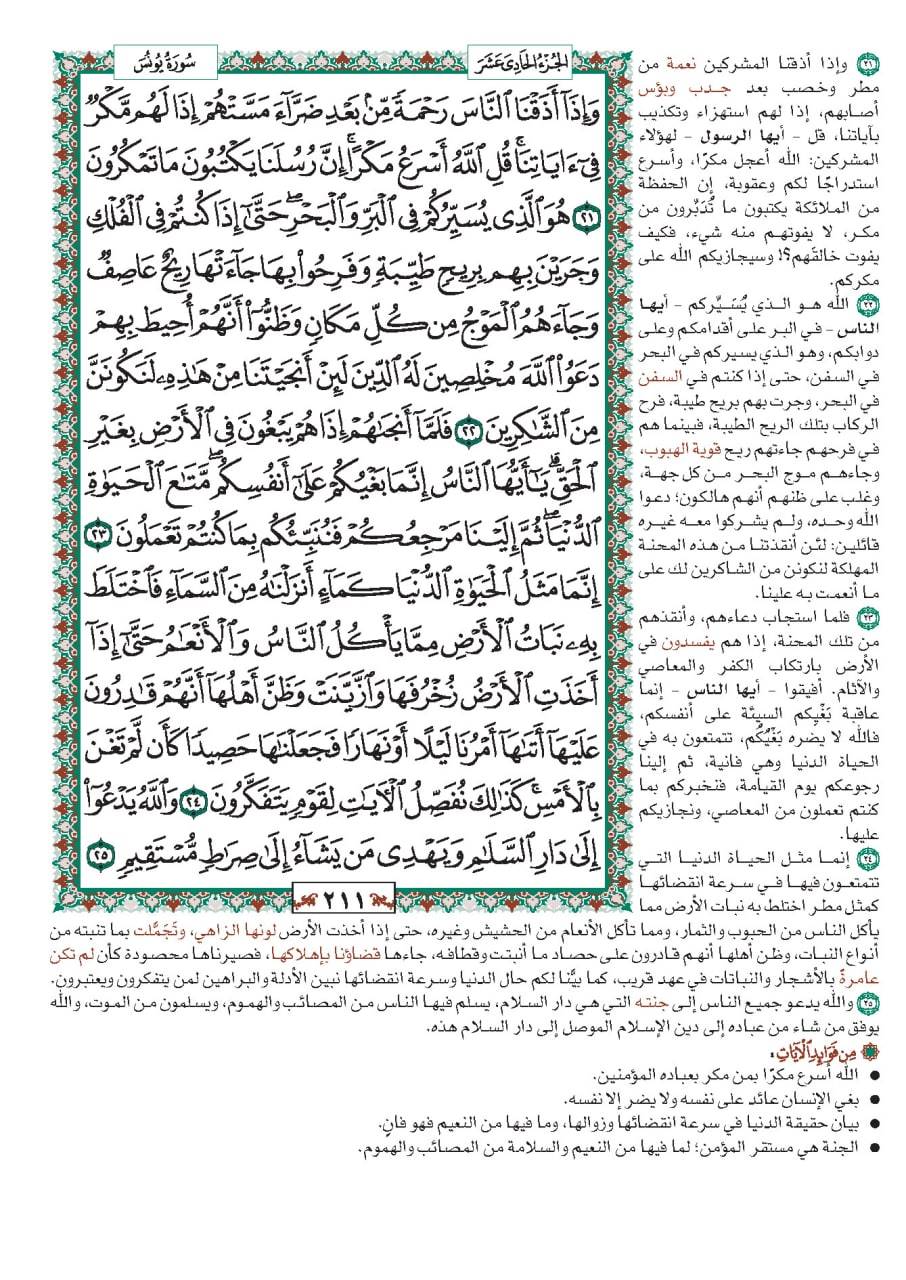 الجُزْءُ الحَادِي عَشَرَ
سُورَةُ يُونُسَ
وَإِذَآ أَذَقْنَا ٱلنَّاسَ رَحْمَةً مِّنۢ بَعْدِ ضَرَّآءَ مَسَّتْهُمْ إِذَا لَهُم مَّكْرٌ
فِىٓ ءَايَاتِنَاۚ قُلِ ٱللَّهُ أَسْرَعُ مَكْرًاۚ إِنَّ رُسُلَنَا يَكْتُبُونَ مَا تَمْكُرُونَ
٢١ هُوَ ٱلَّذِى يُسَيِّرُكُمْ فِى ٱلْبَرِّ وَٱلْبَحْرِۖ حَتَّىٰٓ إِذَا كُنتُمْ فِى ٱلْفُلْكِ
وَجَرَيْنَ بِهِم بِرِيحٍ طَيِّبَةٍ وَفَرِحُوا۟ بِهَا جَآءَتْهَا رِيحٌ عَاصِفٌ
وَجَآءَهُمُ ٱلْمَوْجُ مِن كُلِّ مَكَانٍ وَظَنُّوٓا۟ أَنَّهُمْ أُحِيطَ بِهِمْ
دَعَوُا۟ ٱللَّهَ مُخْلِصِينَ لَهُ ٱلدِّينَ لَئِنْ أَنجَيْتَنَا مِنْ هَٰذِهِۦ لَنَكُونَنَّ
مِنَ ٱلشَّٰكِرِينَ ٢٢ فَلَمَّآ أَنجَىٰهُمْ إِذَا هُمْ يَبْغُونَ فِى ٱلْأَرْضِ بِغَيْرِ
ٱلْحَقِّۗ يَٰٓأَيُّهَا ٱلنَّاسُ إِنَّمَا بَغْيُكُمْ عَلَىٰٓ أَنفُسِكُمۖ مَّتَٰعَ ٱلْحَيَوٰةِ
ٱلدُّنْيَاۖ ثُمَّ إِلَيْنَا مَرْجِعُكُمْ فَنُنَبِّئُكُم بِمَا كُنتُمْ تَعْمَلُونَ ٢٣
إِنَّمَا مَثَلُ ٱلْحَيَوٰةِ ٱلدُّنْيَا كَمَآءٍ أَنزَلْنَٰهُ مِنَ ٱلسَّمَآءِ فَٱخْتَلَطَ
بِهِۦ نَبَاتُ ٱلْأَرْضِ مِمَّا يَأْكُلُ ٱلنَّاسُ وَٱلْأَنْعَٰمُ حَتَّىٰٓ إِذَآ
أَخَذَتِ ٱلْأَرْضُ زُخْرُفَهَا وَٱزَّيَّنَتْ وَظَنَّ أَهْلُهَآ أَنَّهُمْ قَٰدِرُونَ
عَلَيْهَآ أَتَىٰهَآ أَمْرُنَا لَيْلًا أَوْ نَهَارًا فَجَعَلْنَٰهَا حَصِيدًا كَأَن لَّمْ تَغْنَ
بِٱلْأَمْسِۚ كَذَٰلِكَ نُفَصِّلُ ٱلْءَايَٰتِ لِقَوْمٍ يَتَفَكَّرُونَ ٢٤ وَٱللَّهُ يَدْعُوٓا۟
إِلَىٰ دَارِ ٱلسَّلَٰمِ وَيَهْدِى مَن يَشَآءُ إِلَىٰ صِرَٰطٍ مُّسْتَقِيمٍ ٢٥
٢١١
٢١ وإذا أذقنا المشركين نعمة من
مطر وخصب بعد جدب وبؤس
أصابهم، إذا لهم استهزاء وتكذيب
بآياتنا، قل - أيها الرسول - لهؤلاء
المشركين: الله أعجل مكرًا، وأسرع
استدراجًا لكم وعقوبة، إن الحفظة
من الملائكة يكتبون ما تُدَبِّرون من
مكر، لا يفوتهم منه شيء، فكيف
يفوت خالقَهم؟! وسيجازيكم الله على
مكركم.
٢٢ الله هو الذي يُسَيِّركم - أيها
الناس - في البر على أقدامكم وعلى
دوابكم، وهو الذي يسيركم في البحر
في السفن، حتى إذا كنتم في السفن
في البحر، وجرت بهم بريح طيبة، فرح
الركاب بتلك الريح الطيبة، فبينما هم
في فرحهم جاءتهم ريح قوية الهبوب،
وجاءهم موج البحر من كل جهة،
وغلب على ظنهم أنهم هالكون؛ دعوا
الله وحده، ولم يشركوا معه غيره
قائلين: لئن أنقذتنا من هذه المحنة
المهلكة لنكونن من الشاكرين لك على
ما أنعمت به علينا.
٢٣ فلما استجاب دعاءهم، وأنقذهم
من تلك المحنة، إذا هم يفسدون في
الأرض بارتكاب الكفر والمعاصي
والآثام. أفيقوا - أيها الناس - إنما
عاقبة بَغْيِكم السيئة على أنفسكم،
فالله لا يضره بَغْيُكُم، تتمتعون به في
الحياة الدنيا وهي فانية، ثم إلينا
رجوعكم يوم القيامة، فنخبركم بما
كنتم تعملون من المعاصي، ونجازيكم
عليها.
٢٤ إنما مثل الحياة الدنيا التي
تتمتعون فيها في سرعة انقضائها
كمثل مطر اختلط به نبات الأرض مما
يأكل الناس من الحبوب والثمار، ومما تأكل الأنعام من الحشيش وغيره، حتى إذا أخذت الأرض لونها الزاهي، وتَجَمَّلت بما تنبته من
أنواع النبات، وظن أهلها أنهم قادرون على حصاد ما أنبتت وقطافه، جاءها قضاؤنا بإهلاكها، فصيرناها محصودة كأن لم تكن
عامرةً بالأشجار والنباتات في عهد قريب، كما بيَّنا لكم حال الدنيا وسرعة انقضائها نبين الأدلة والبراهين لمن يتفكرون ويعتبرون.
٢٥ والله يدعو جميع الناس إلى جنته التي هي دار السلام، يسلم فيها الناس من المصائب والهموم، ويسلمون من الموت، والله
يوفق من شاء من عباده إلى دين الإسلام الموصل إلى دار السلام هذه.
مِن فَوَائِدِ الْآيَاتِ:
● الله أسرع مكرًا بمن مكر بعباده المؤمنين.
● بغي الإنسان عائد على نفسه ولا يضر إلا نفسه.
● بيان حقيقة الدنيا في سرعة انقضائها وزوالها، وما فيها من النعيم فهو فانٍ.
● الجنة هي مستقر المؤمن؛ لما فيها من النعيم والسلامة من المصائب والهموم.